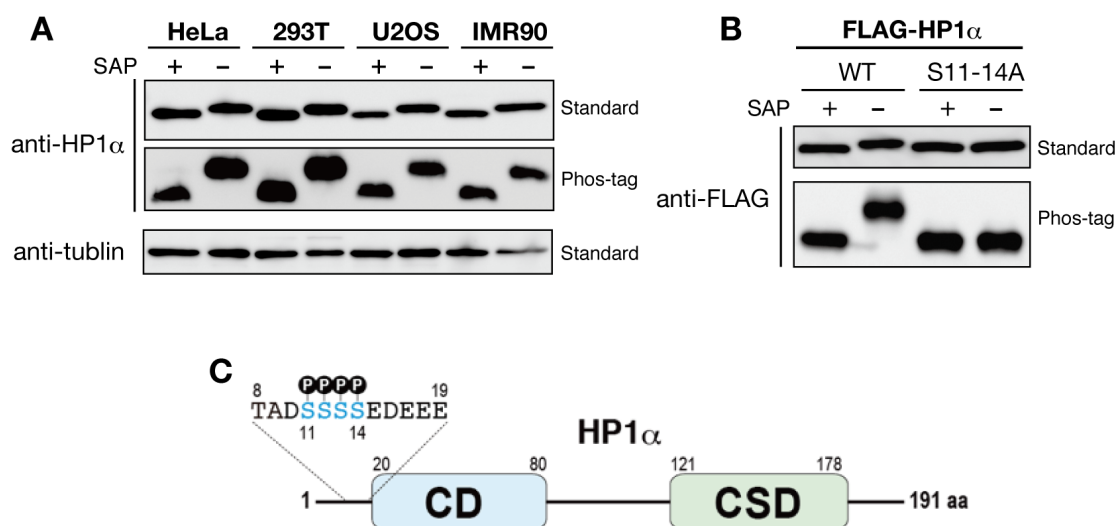 A
HeLa 293T U2OS IMR90
SAP + − + − + − + −
anti-HP1α
Standard
Phos-tag
anti-tublin
Standard
B
FLAG-HP1α
WT S11-14A
SAP + − + −
anti-FLAG
Standard
Phos-tag
C
P P P P
8 19
TADSSSSEDEEE
11 14
HP1α
20 80 121 178
1 CD CSD 191 aa